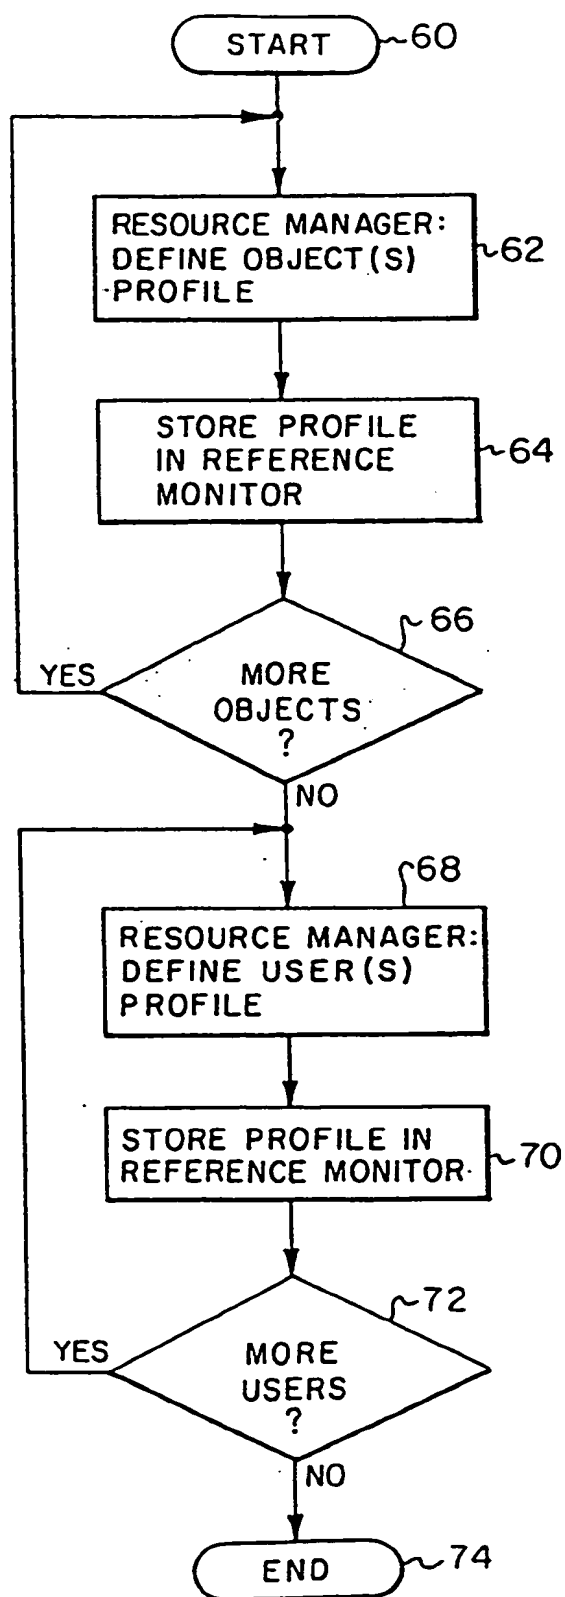 START
60
RESOURCE MANAGER:
DEFINE OBJECT(S)
PROFILE
62
STORE PROFILE
IN REFERENCE
MONITOR
64
66
YES
MORE
OBJECTS
?
NO
68
RESOURCE MANAGER:
DEFINE USER(S)
PROFILE
STORE PROFILE IN
REFERENCE MONITOR
70
72
YES
MORE
USERS
?
NO
END
74